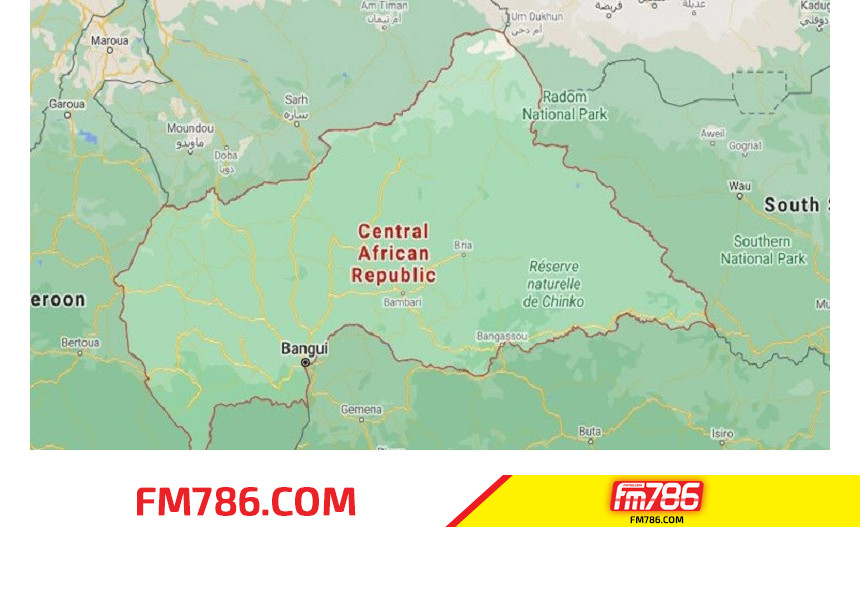 Am Timan
أم تيمان
Um Dukhun
أم دخن
فريضة
عديلة
Kadug
Maroua
Garoua
Sarh
ساره
Moundou
ماوندو
Doba
دوبا
Radom
National Park
Aweil
Gogrial
Wau
South S
Southern
National Park
Central
African
Republic
Bria
Réserve
naturelle
de Chinko
Bambari
eroon
Bertoua
Bangui
Bangassou
Mu
Gemena
Buta
Isiro
FM786.COM
fm786
FM786.COM